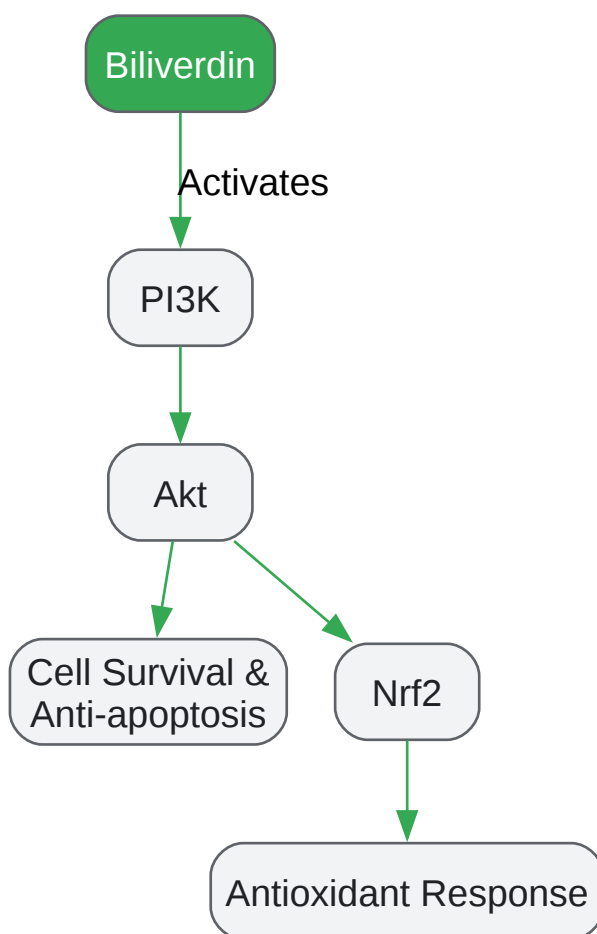 Biliverdin
Activates
PI3K
Akt
Cell Survival &
Anti-apoptosis
Nrf2
Antioxidant Response